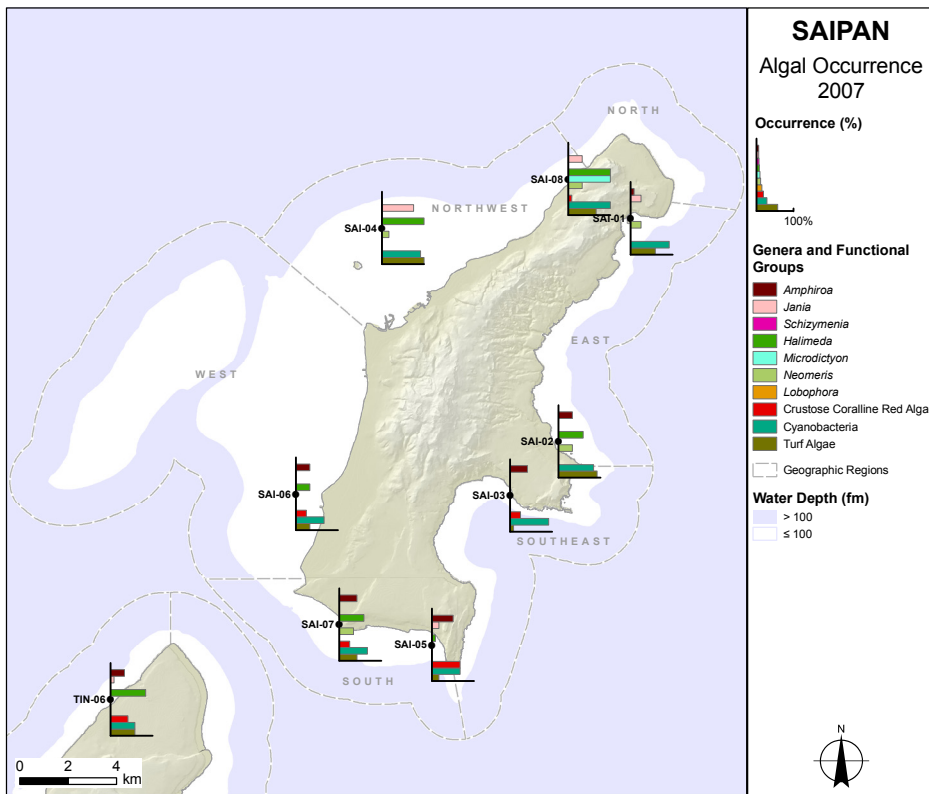 SAIPAN
Algal Occurrence
2007
Occurrence (%)
100%
Genera and Functional
Groups
Amphiroa
Jania
Schizymenia
Halimeda
Microdictyon
Neomeris
Lobophora
Crustose Coralline Red Alga
Cyanobacteria
Turf Algae
Geographic Regions
Water Depth (fm)
> 100
≤ 100
N
NORTH
SAI-08
NORTHWEST
SAI-01
SAI-04
EAST
WEST
SAI-02
SAI-06
SAI-03
SOUTHEAST
SAI-07
SAI-05
SOUTH
TIN-06
0 2 4
km